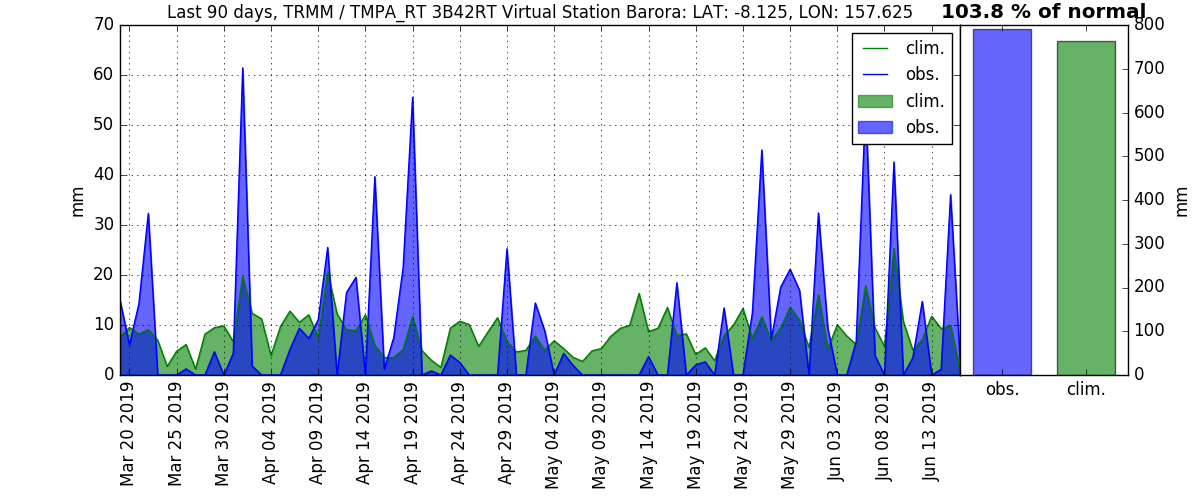 Last 90 days, TRMM / TMPA_RT 3B42RT Virtual Station Barora: LAT: -8.125, LON: 157.625
103.8 % of normal
70
60
50
40
30
20
10
0
mm
clim.
obs.
clim.
obs.
Mar 20 2019
Mar 25 2019
Mar 30 2019
Apr 04 2019
Apr 09 2019
Apr 14 2019
Apr 19 2019
Apr 24 2019
Apr 29 2019
May 04 2019
May 09 2019
May 14 2019
May 19 2019
May 24 2019
May 29 2019
Jun 03 2019
Jun 08 2019
Jun 13 2019
800
700
600
500
400
300
200
100
0
mm
obs.
clim.